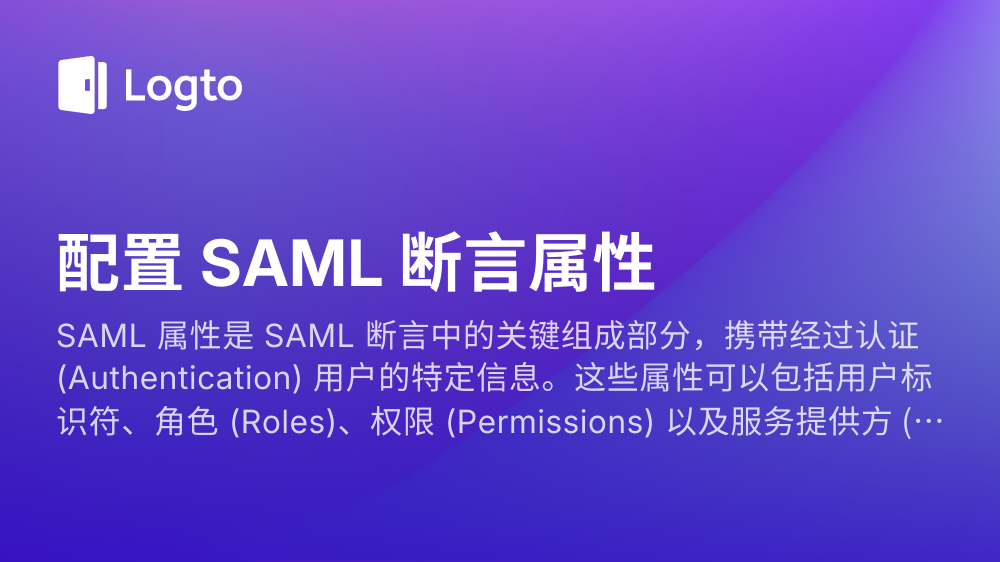 Logto
配置 SAML 断言属性
SAML 属性是 SAML 断言中的关键组成部分，携带经过认证
(Authentication) 用户的特定信息。这些属性可以包括用户标
识符、角色 (Roles)、权限 (Permissions) 以及服务提供方 (…